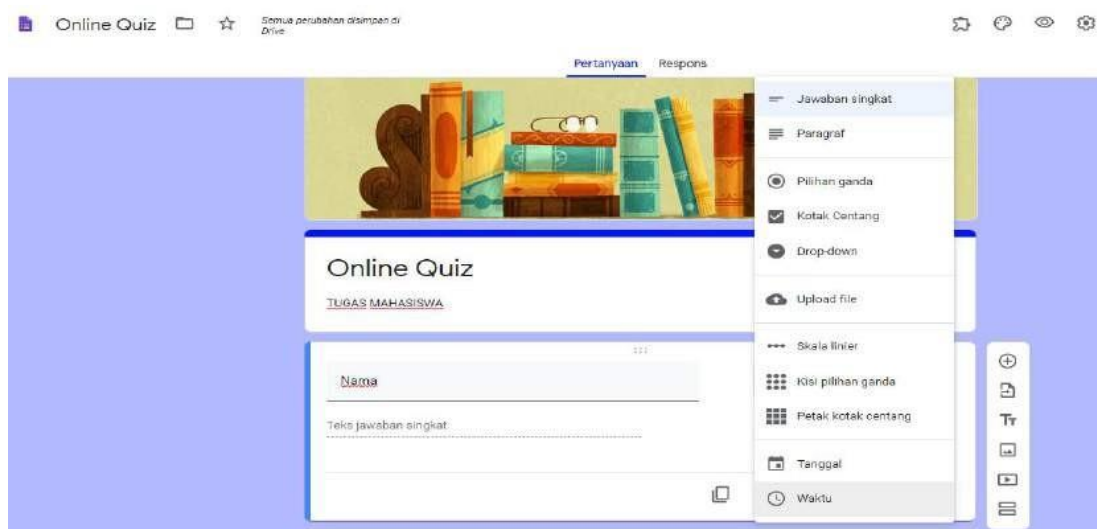 Online Quiz
Semua perubahan disimpan di
Drive
Pertanyaan Respons
Online Quiz
TUGAS MAHASISWA
Nama
Teks jawaban singkat
Jawaban singkat
Paragraf
Pilihan ganda
Kotak Centang
Drop-down
Upload file
Skala linier
Kisi pilihan ganda
Petak kotak centang
Tanggal
Waktu
Tт